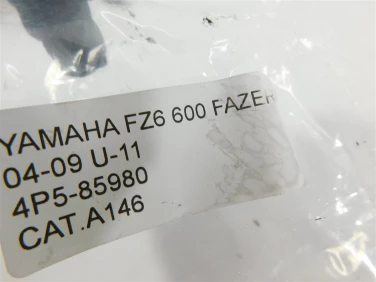 YAMAHA FZ6 600 FAZER
04-09 U-11
4P5-85980
CAT.A146